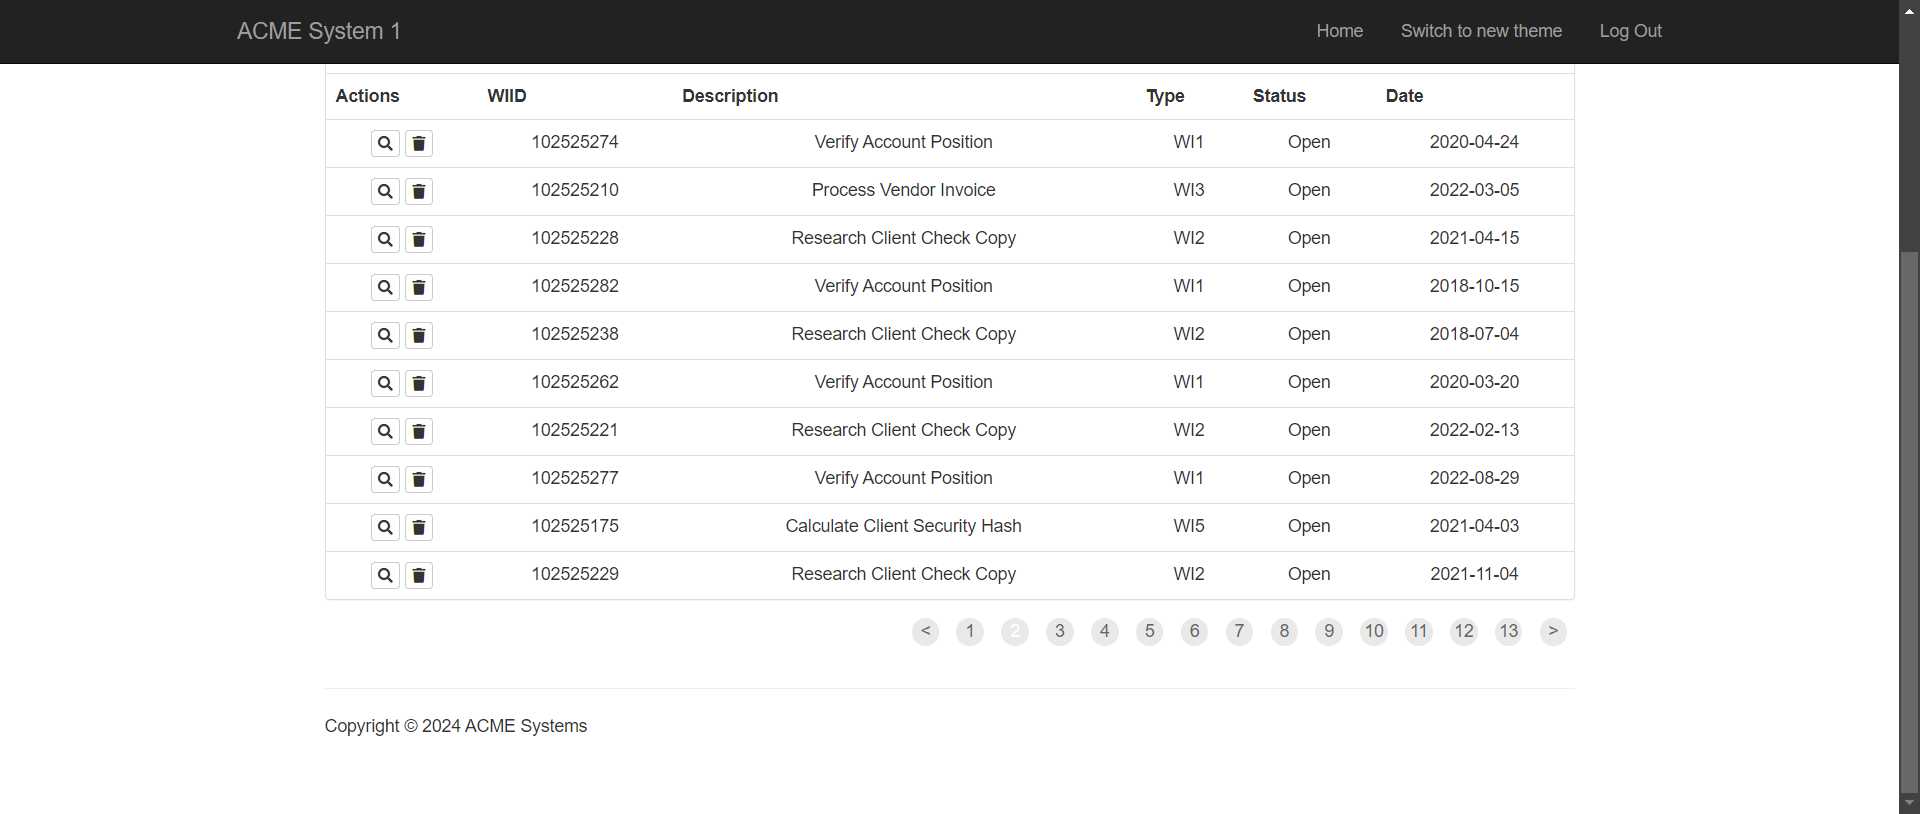 ACME System 1 Home Switch to new theme Log Out
Actions WIID Description Type Status Date
102525274 Verify Account Position WI1 Open 2020-04-24
102525210 Process Vendor Invoice WI3 Open 2022-03-05
102525228 Research Client Check Copy WI2 Open 2021-04-15
102525282 Verify Account Position WI1 Open 2018-10-15
102525238 Research Client Check Copy WI2 Open 2018-07-04
102525262 Verify Account Position WI1 Open 2020-03-20
102525221 Research Client Check Copy WI2 Open 2022-02-13
102525277 Verify Account Position WI1 Open 2022-08-29
102525175 Calculate Client Security Hash WI5 Open 2021-04-03
102525229 Research Client Check Copy WI2 Open 2021-11-04
< 1 2 3 4 5 6 7 8 9 10 11 12 13 >
Copyright © 2024 ACME Systems